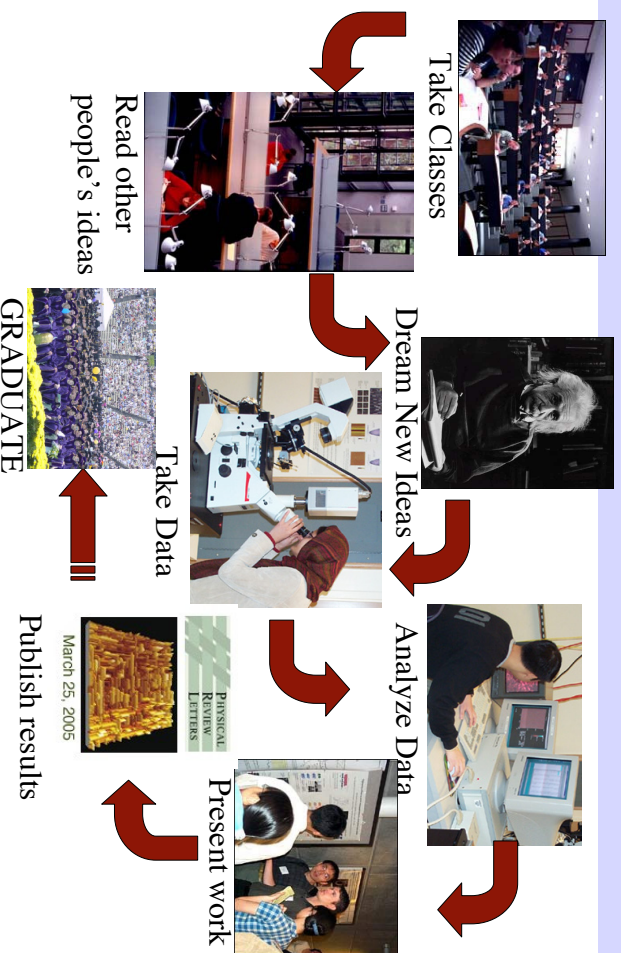 Take Classes
Read other
people's ideas
Dream New Ideas
Take Data
Analyze Data
Present work
PHYSICAL
REVIEW
LETTERS
March 25, 2005
Publish results
GRADUATE